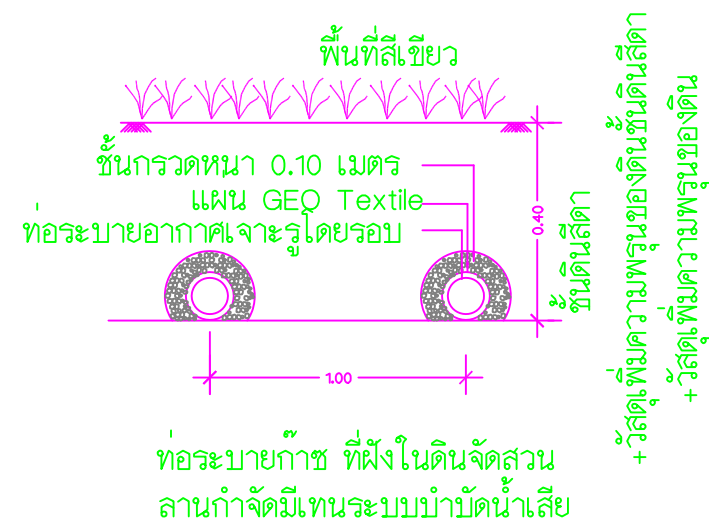 พื้นที่สีเขียว
ชั้นกรวดหนา 0.10 เมตร
แผ่น GEO Textile
ท่อระบายอากาศเจาะรูโดยรอบ
0.40
ชั้นดินสีดา
+วัสดุเพิ่มความพรุนของดินชั้นดินสีดา
+วัสดุเพิ่มความพรุนของดิน
1.00
ท่อระบายก๊าซ ที่ฝังในดินจัดสวน
ลานกำจัดมีเทนระบบบำบัดน้ำเสีย